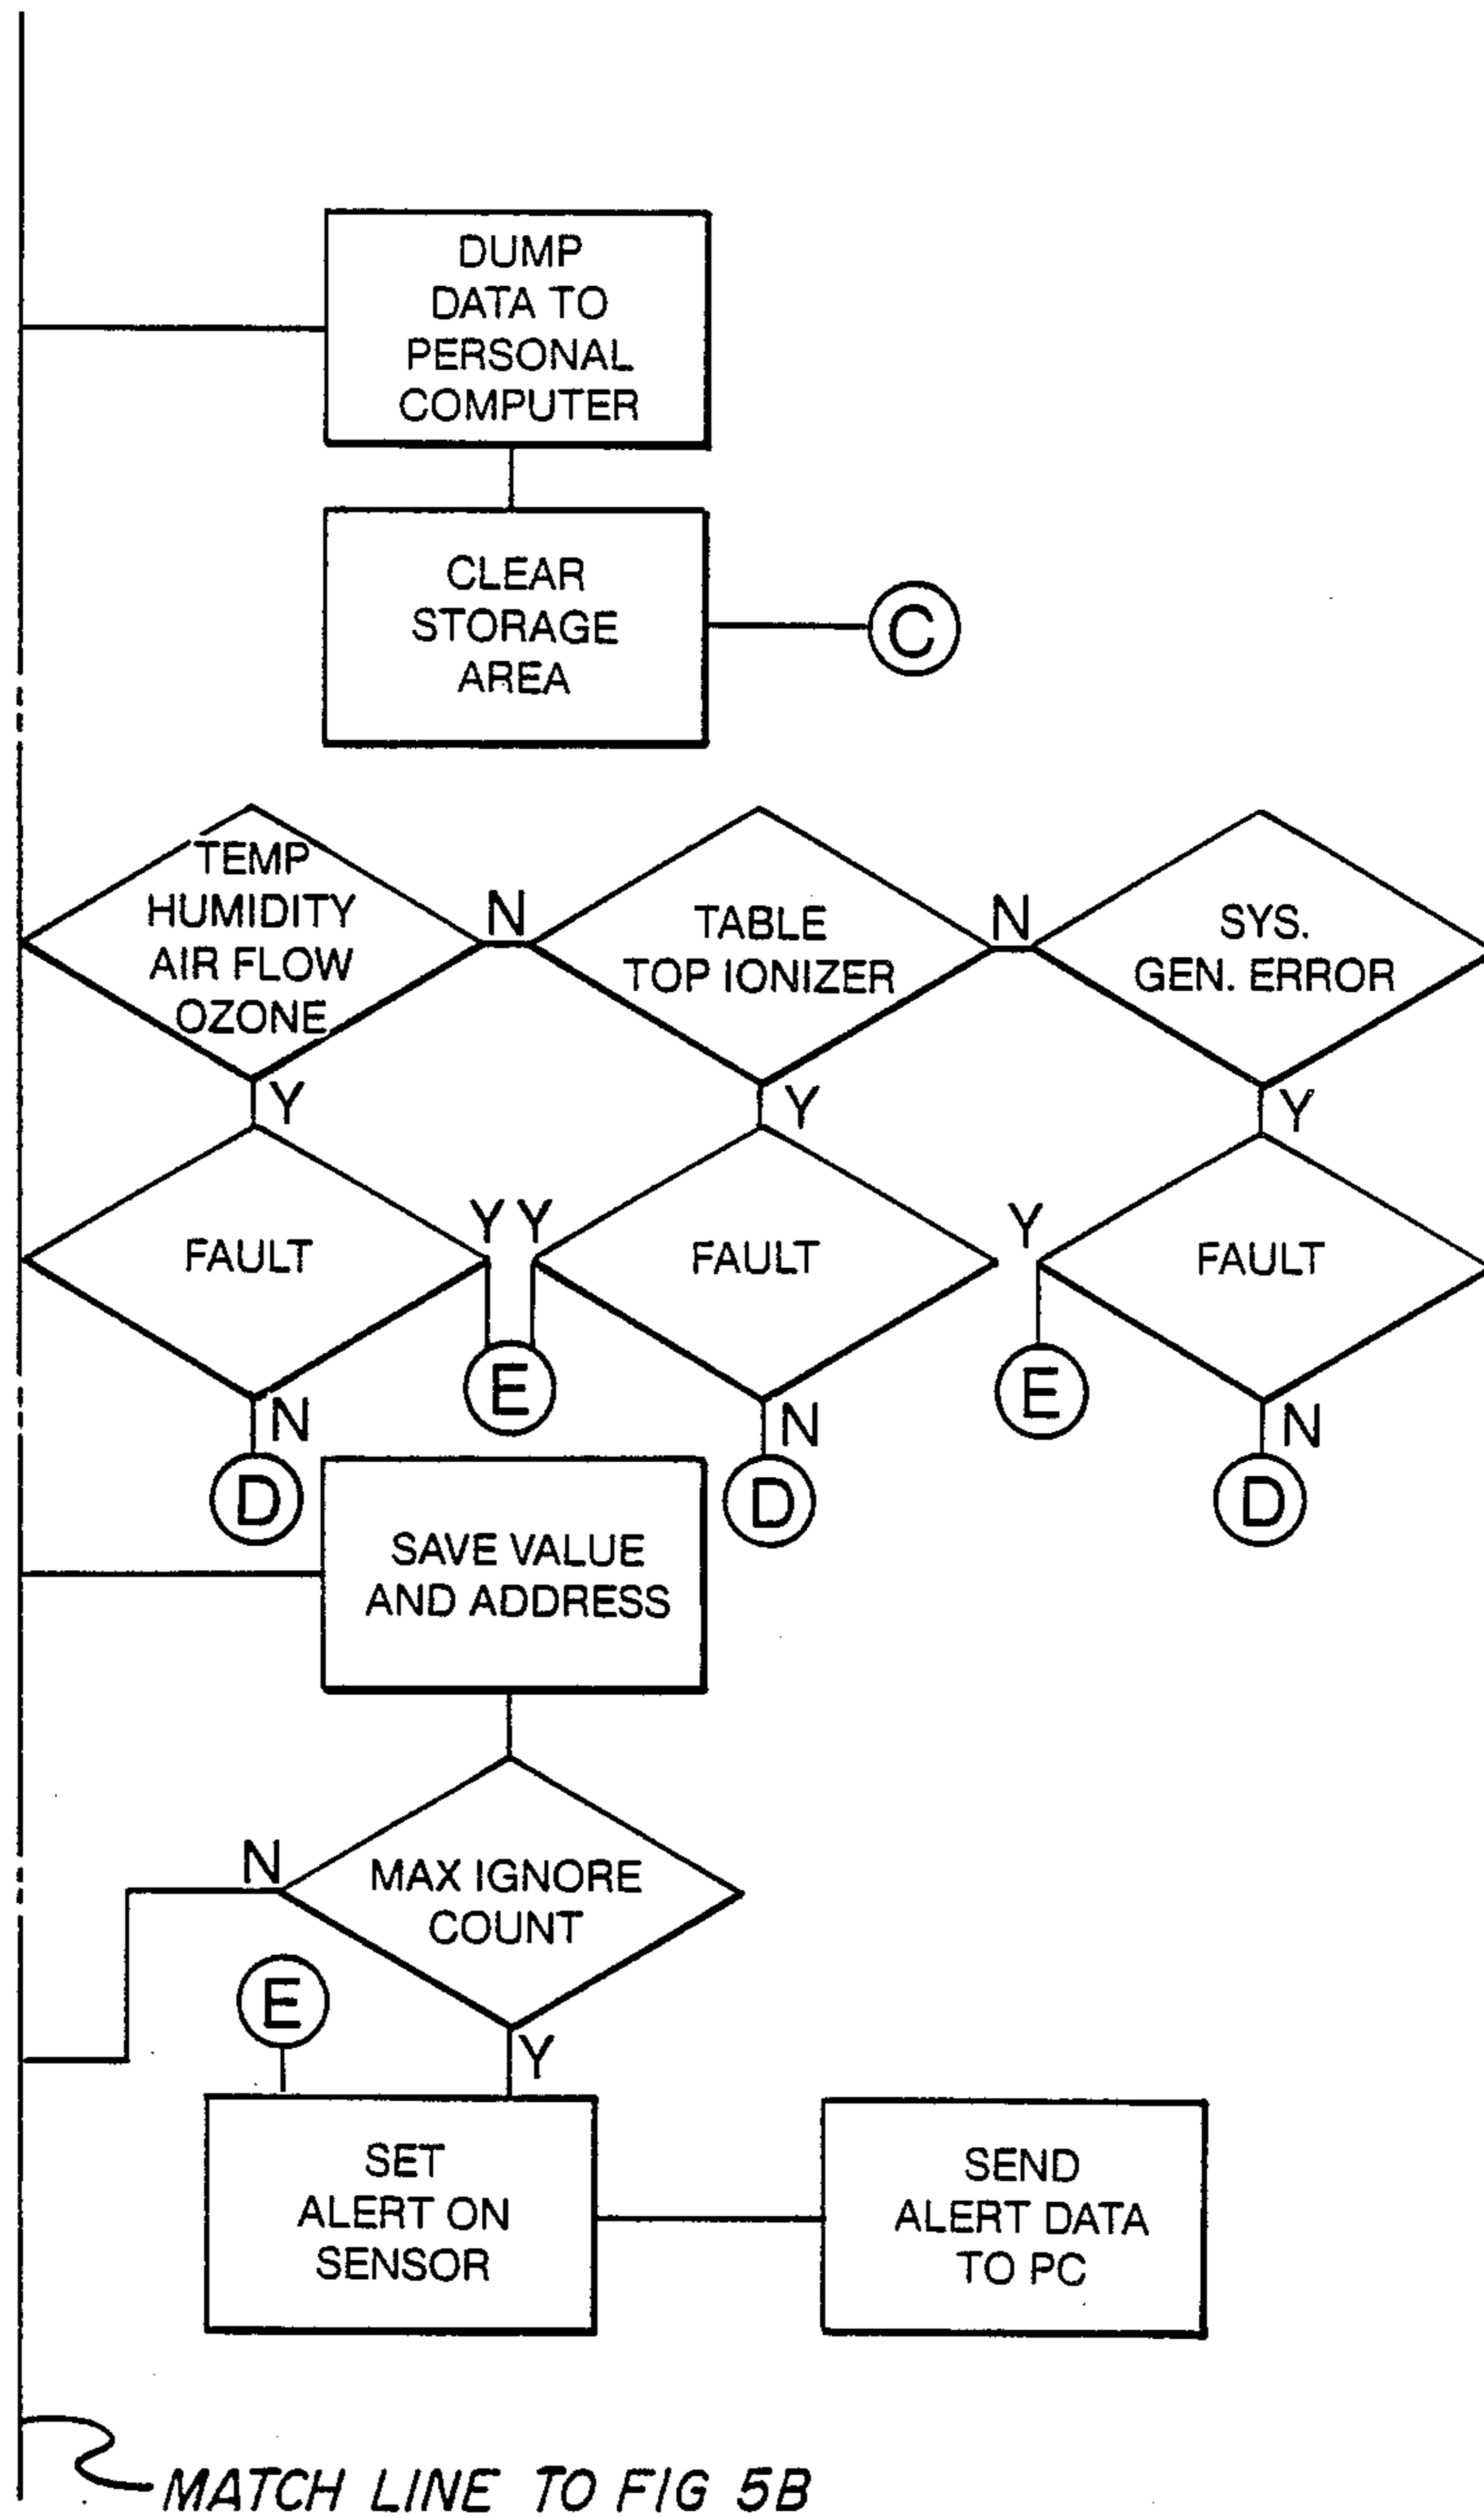 DUMP
DATA TO
PERSONAL
COMPUTER
CLEAR
STORAGE
AREA
C
TEMP
HUMIDITY
AIR FLOW
OZONE
N
TABLE
TOP IONIZER
N
SYS.
GEN. ERROR
Y
Y
Y
FAULT
Y Y
FAULT
Y
FAULT
E
E
N
N
N
D
D
D
SAVE VALUE
AND ADDRESS
N
MAX IGNORE
COUNT
E
Y
SET
ALERT ON
SENSOR
SEND
ALERT DATA
TO PC
MATCH LINE TO FIG 5B